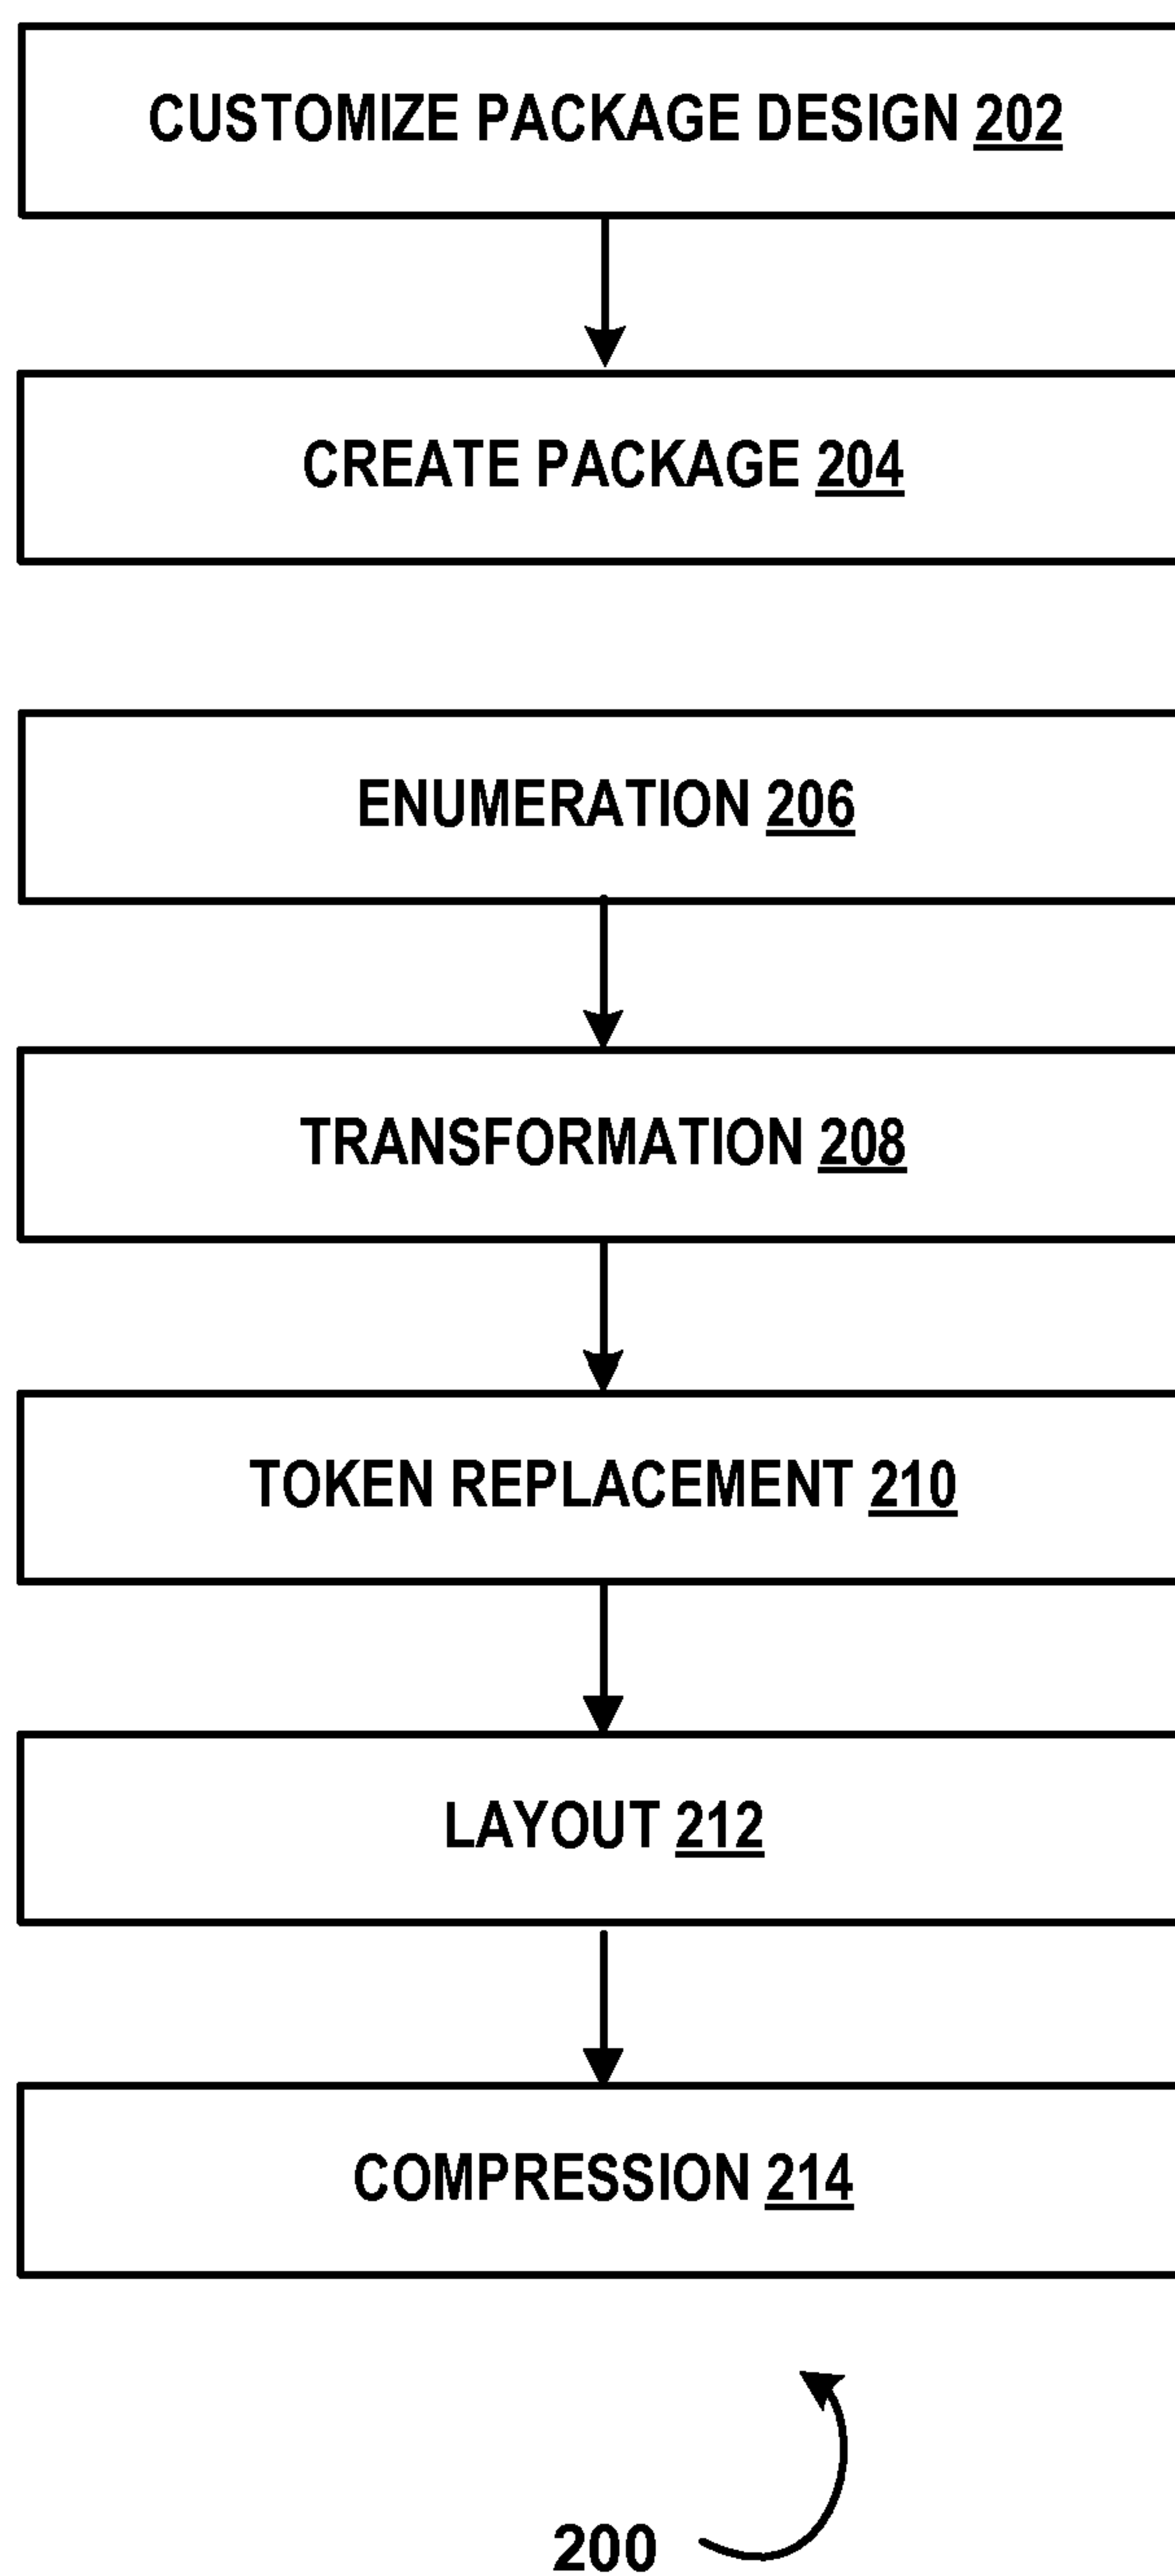 CUSTOMIZE PACKAGE DESIGN 202
CREATE PACKAGE 204
ENUMERATION 206
TRANSFORMATION 208
TOKEN REPLACEMENT 210
LAYOUT 212
COMPRESSION 214
200